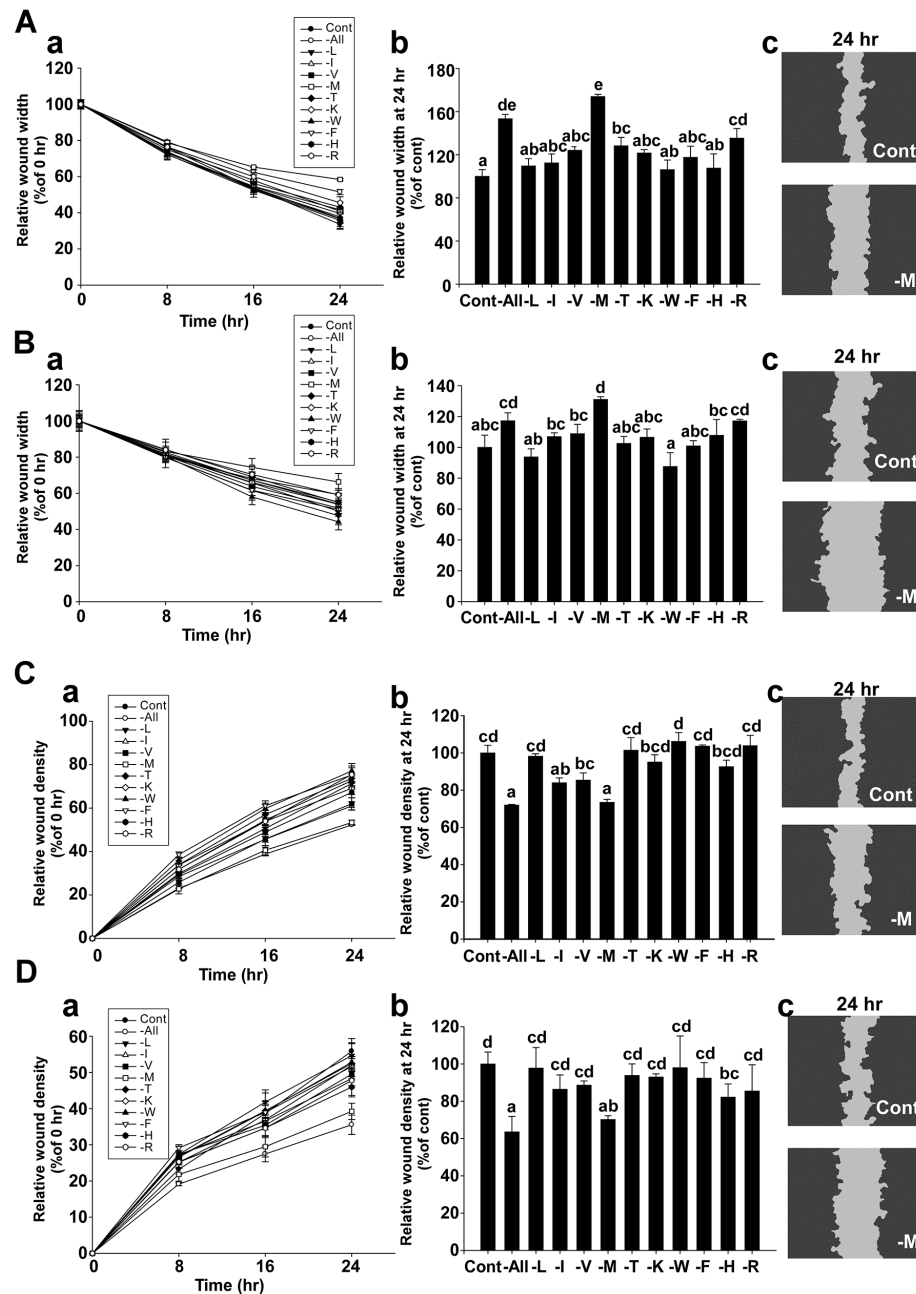 A
a
Relative wound width
(%of 0 hr)
120
100
80
60
40
20
0
0
8
16
24
Time (hr)
Cont
-All
-L
-I
-V
-M
-T
-K
-W
-F
-H
-R
b
Relative wound width at 24 hr
(% of cont)
180
160
120
80
40
0
a
de
ab
abc
abc
e
bc
abc
ab
abc
ab
cd
Cont-All -L -I -V -M -T -K -W -F -H -R
c
24 hr
Cont
-M
B
a
Relative wound width
(%of 0 hr)
120
100
80
60
40
20
0
0
8
16
24
Time (hr)
Cont
-All
-L
-I
-V
-M
-T
-K
-W
-F
-H
-R
b
Relative wound width at 24 hr
(%of cont)
140
120
100
80
60
40
20
0
abc
cd
ab
abc
abc
d
abc
abc
a
abc
bc
cd
Cont-All -L -I -V -M -T -K -W -F -H -R
c
24 hr
Cont
-M
C
a
Relative wound density
(%of 0 hr)
100
80
60
40
20
0
0
8
16
24
Time (hr)
Cont
-All
-L
-I
-V
-M
-T
-K
-W
-F
-H
-R
b
Relative wound density at 24 hr
(% of cont)
120
100
80
60
40
20
0
cd
a
cd
ab
bc
a
cd
bcd
d
cd
bcd
cd
Cont-All -L -I -V -M -T -K -W -F -H -R
c
24 hr
Cont
-M
D
a
Relative wound density
(%of 0 hr)
60
50
40
30
20
10
0
0
8
16
24
Time (hr)
Cont
-All
-L
-I
-V
-M
-T
-K
-W
-F
-H
-R
b
Relative wound density at 24 hr
(%of cont)
120
100
80
60
40
20
0
d
a
cd
cd
cd
ab
cd
cd
cd
cd
bc
cd
Cont-All -L -I -V -M -T -K -W -F -H -R
c
24 hr
Cont
-M